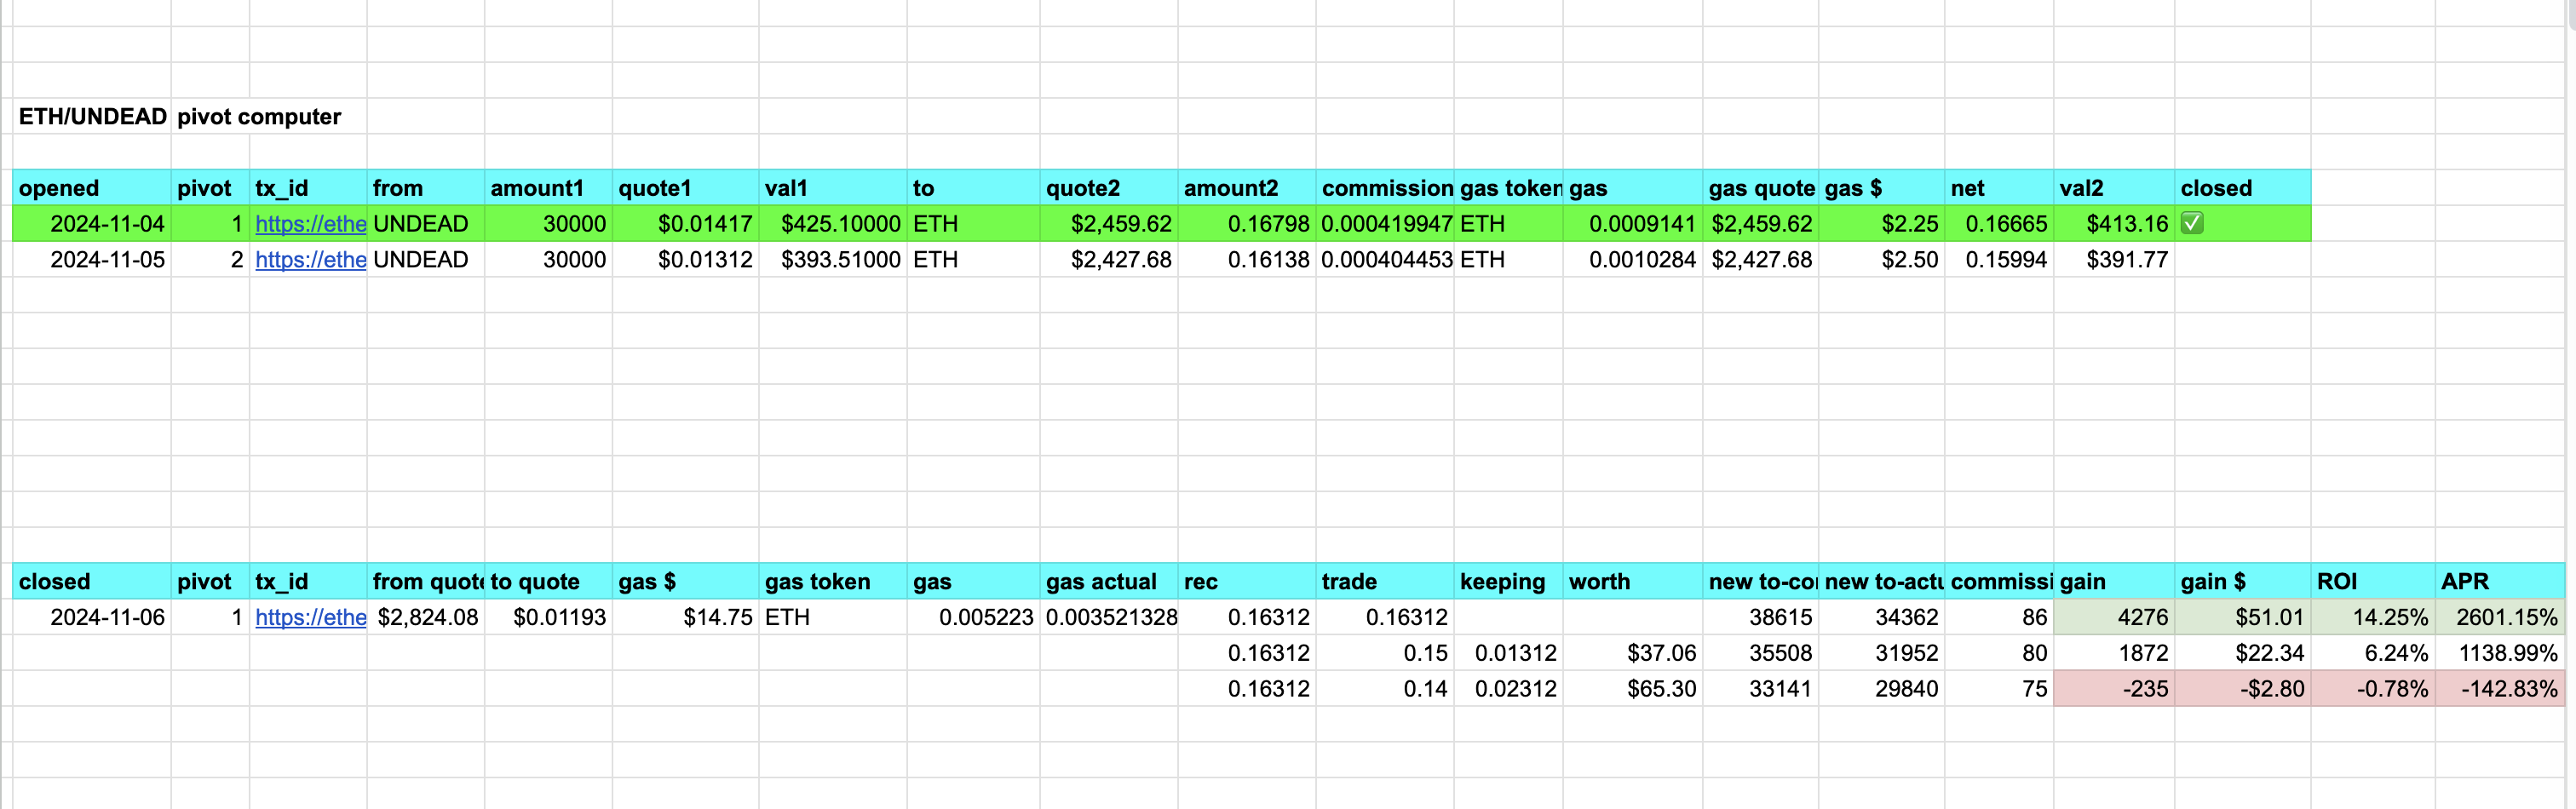 ETH/UNDEAD pivot computer
opened pivot tx_id from amount1 quote1 val1 to quote2 amount2 commission gas token gas gas quote gas $ net val2 closed
2024-11-04 1 https://ethe UNDEAD 30000 $0.01417 $425.10000 ETH $2,459.62 0.16798 0.000419947 ETH 0.0009141 $2,459.62 $2.25 0.16665 $413.16 ✅
2024-11-05 2 https://ethe UNDEAD 30000 $0.01312 $393.51000 ETH $2,427.68 0.16138 0.000404453 ETH 0.0010284 $2,427.68 $2.50 0.15994 $391.77
closed pivot tx_id from quote to quote gas $ gas token gas gas actual rec trade keeping worth new to-co new to-actu commissi gain gain $ ROI APR
2024-11-06 1 https://ethe $2,824.08 $0.01193 $14.75 ETH 0.005223 0.003521328 0.16312 0.16312 38615 34362 86 4276 $51.01 14.25% 2601.15%
0.16312 0.15 0.01312 $37.06 35508 31952 80 1872 $22.34 6.24% 1138.99%
0.16312 0.14 0.02312 $65.30 33141 29840 75 -235 -$2.80 -0.78% -142.83%